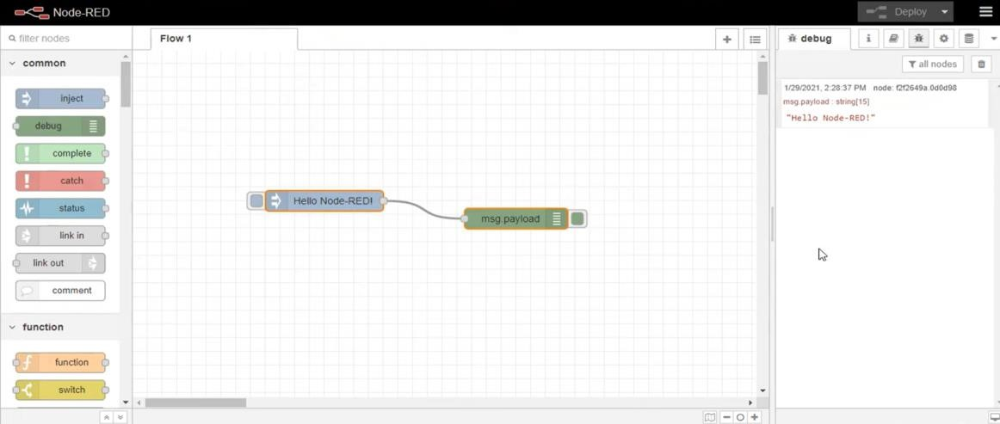 Node-RED
Deploy
filter nodes
Flow 1
debug
i
common
all nodes
inject
debug
complete
catch
status
link in
link out
comment
function
function
switch
1/29/2021, 2:28:37 PM node: f2f2649a.0d0d98
msg.payload : string[15]
"Hello Node-RED!"
Hello Node-RED!
msg.payload